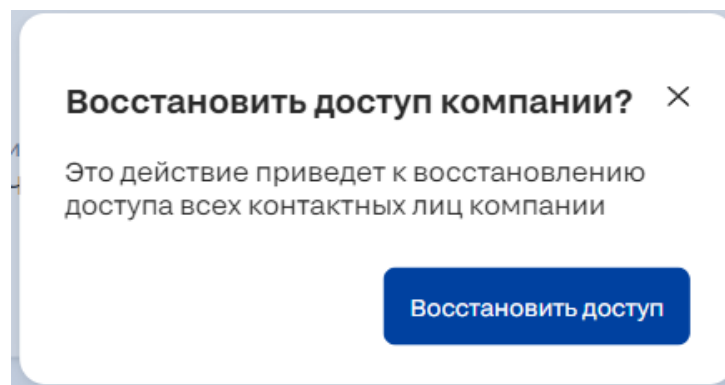 Восстановить доступ компании?
Это действие приведет к восстановлению
доступа всех контактных лиц компании
Восстановить доступ